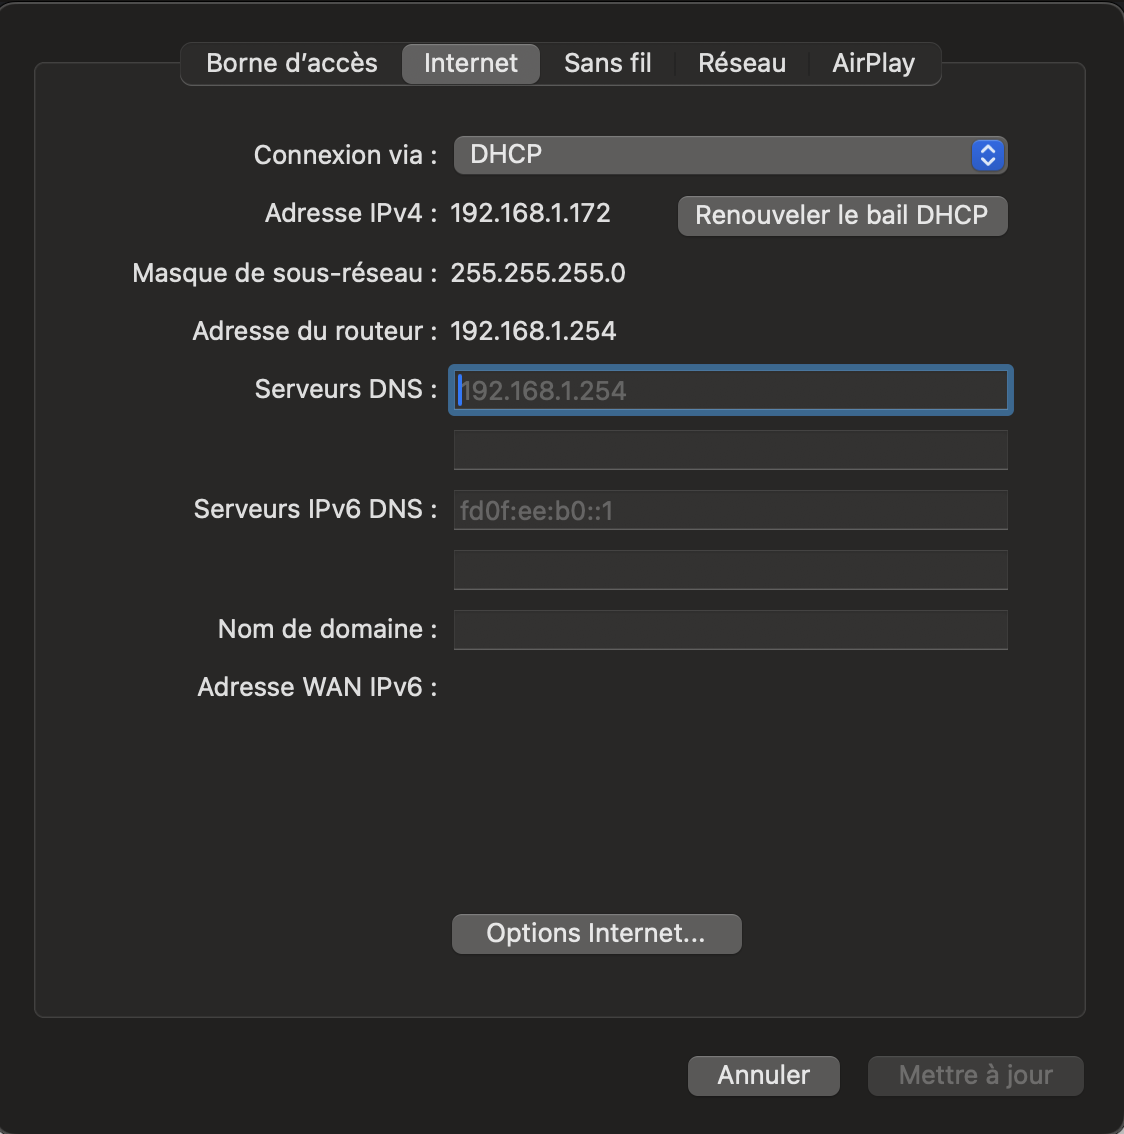 Borne d’accès Internet Sans fil Réseau AirPlay
Connexion via : DHCP
Adresse IPv4 : 192.168.1.172 Renouveler le bail DHCP
Masque de sous-réseau : 255.255.255.0
Adresse du routeur : 192.168.1.254
Serveurs DNS : 192.168.1.254
Serveurs IPv6 DNS : fd0f:ee:b0::1
Nom de domaine :
Adresse WAN IPv6 :
Options Internet...
Annuler Mettre à jour